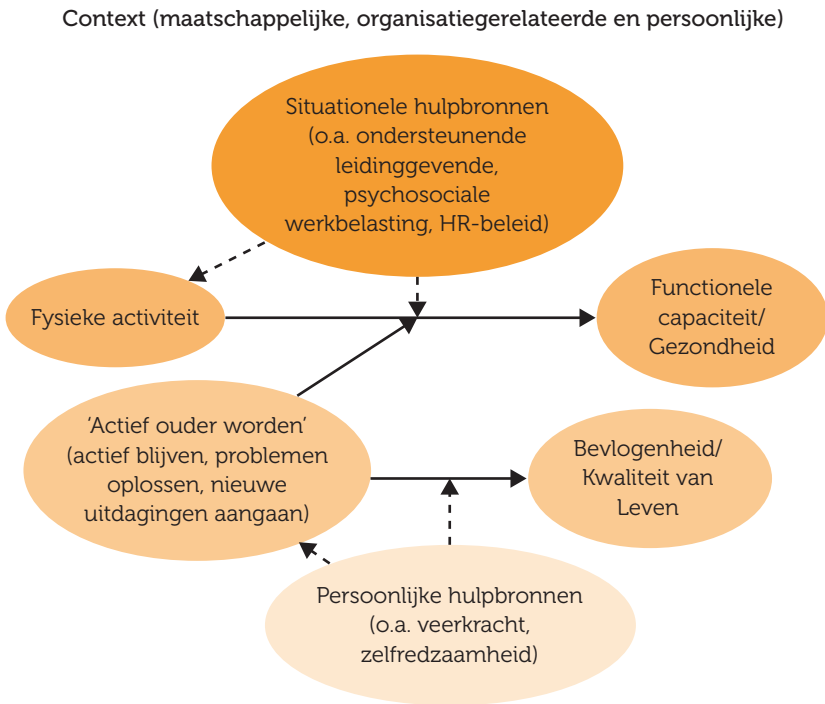 Context (maatschappelijke, organisatiegerelateerde en persoonlijke)
Situationele hulpbronnen
(o.a. ondersteunende
leidinggevende,
psychosociale
werkbelasting, HR-beleid)
Fysieke activiteit
Functionele
capaciteit/
Gezondheid
'Actief ouder worden'
(actief blijven, problemen
oplossen, nieuwe
uitdagingen aangaan)
Bevlogenheid/
Kwaliteit van
Leven
Persoonlijke hulpbronnen
(o.a. veerkracht,
zelfredzaamheid)